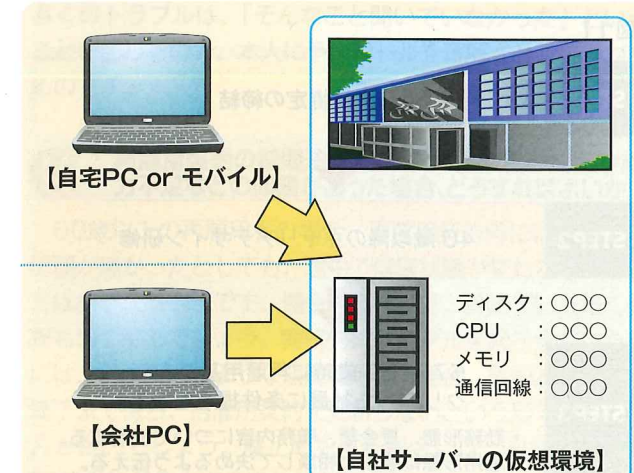 【自宅PC or モバイル】
ディスク：○○○
CPU　　：○○○
メモリ　：○○○
通信回線：○○○
【会社PC】
【自社サーバーの仮想環境】